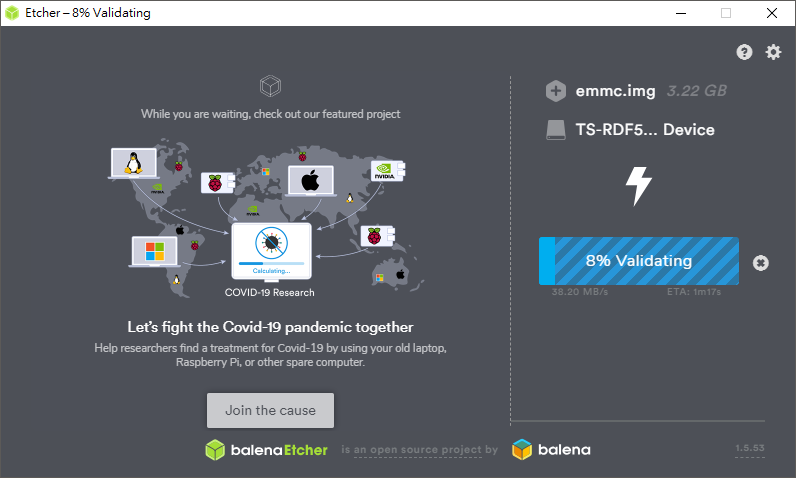 Etcher – 8% Validating
While you are waiting, check out our featured project
NVIDIA
NVIDIA
NVIDIA
Calculating...
COVID-19 Research
Let's fight the Covid-19 pandemic together
Help researchers find a treatment for Covid-19 by using your old laptop,
Raspberry Pi, or other spare computer.
Join the cause
emmc.img 3.22 GB
TS-RDF5... Device
8% Validating
38.20 MB/s ETA: 1m17s
balenaEtcher is an open source project by balena 1.5.53